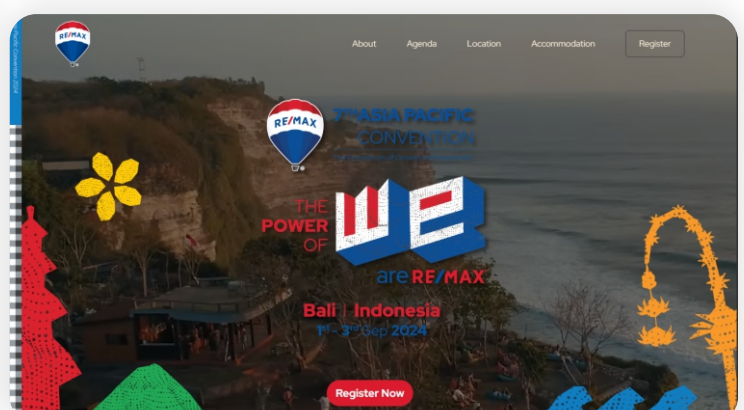 RE/MAX
About
Agenda
Location
Accommodation
Register
RE/MAX
7TH ASIA PACIFIC
CONVENTION
THE
POWER
OF
we
are RE/MAX
Bali | Indonesia
1st - 3rd Sep 2024
Register Now